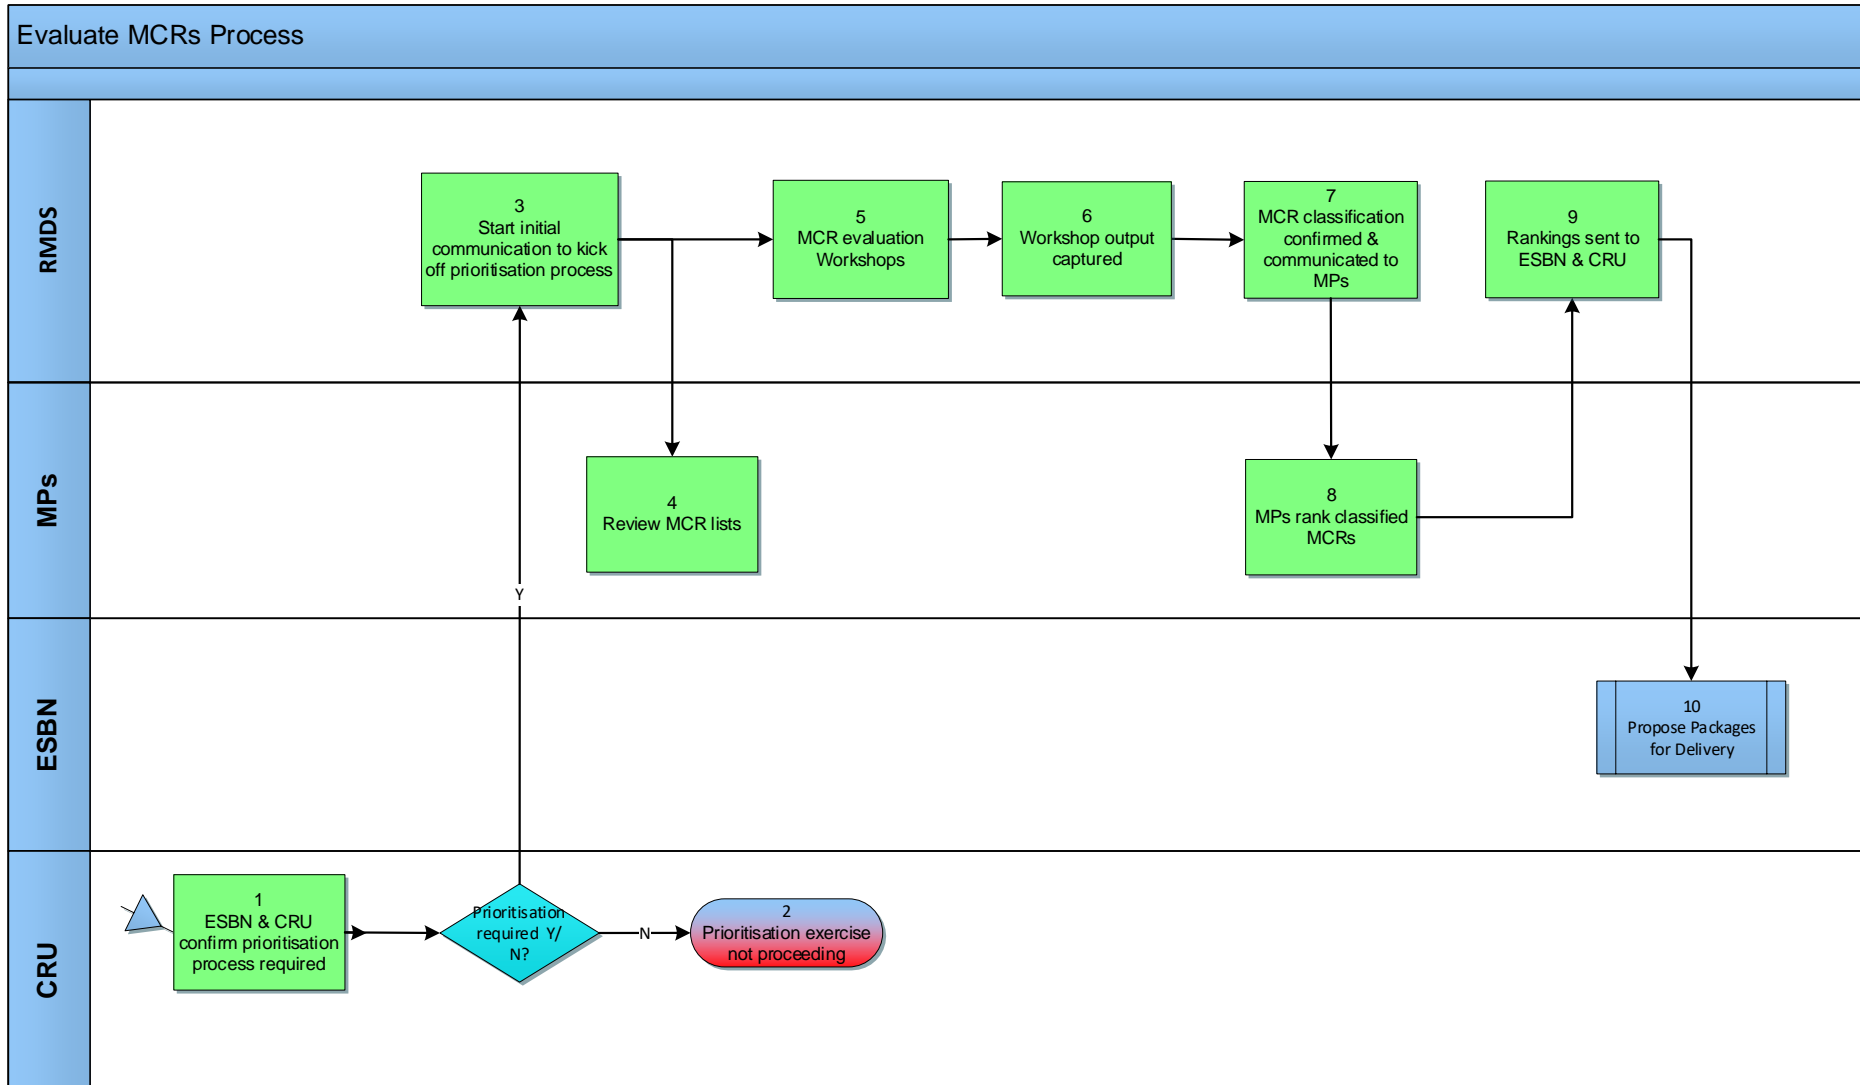 Evaluate MCRs Process
RMDS
3
Start initial
communication to kick
off prioritisation process
5
MCR evaluation
Workshops
6
Workshop output
captured
7
MCR classification
confirmed &
communicated to
MPs
9
Rankings sent to
ESBN & CRU
MPs
4
Review MCR lists
8
MPs rank classified
MCRs
Y
ESBN
10
Propose Packages
for Delivery
CRU
1
ESBN & CRU
confirm prioritisation
process required
Prioritisation
required Y/
N?
N
2
Prioritisation exercise
not proceeding